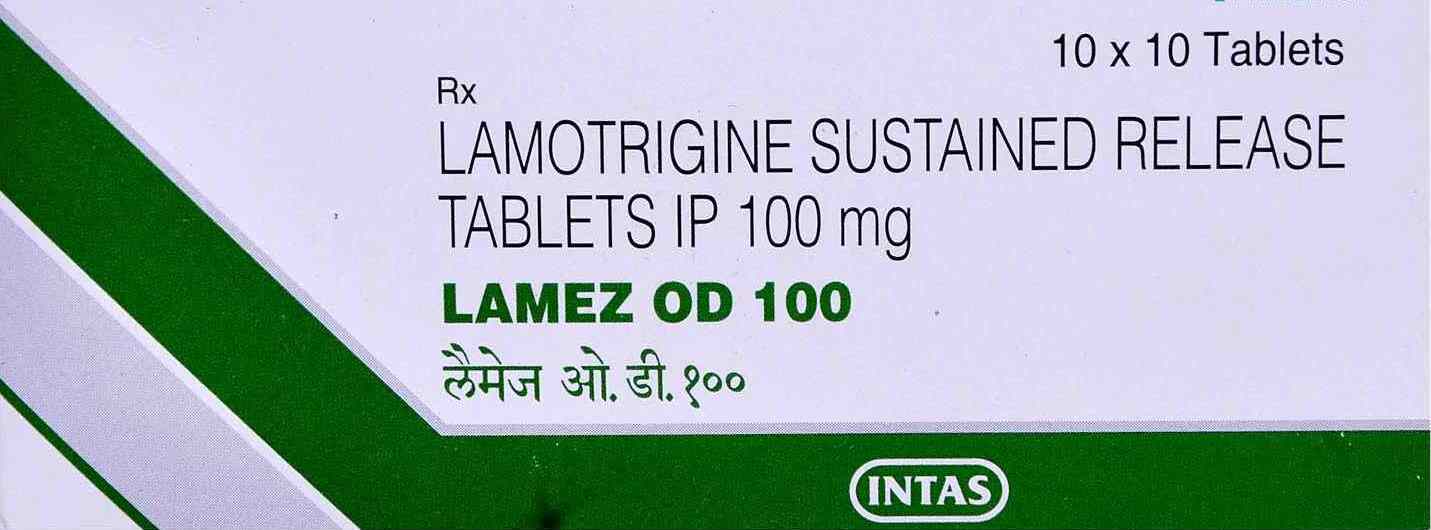 10 x 10 Tablets
Rx
LAMOTRIGINE SUSTAINED RELEASE
TABLETS IP 100 mg
LAMEZ OD 100
लैमेज ओ. डी. १००
INTAS